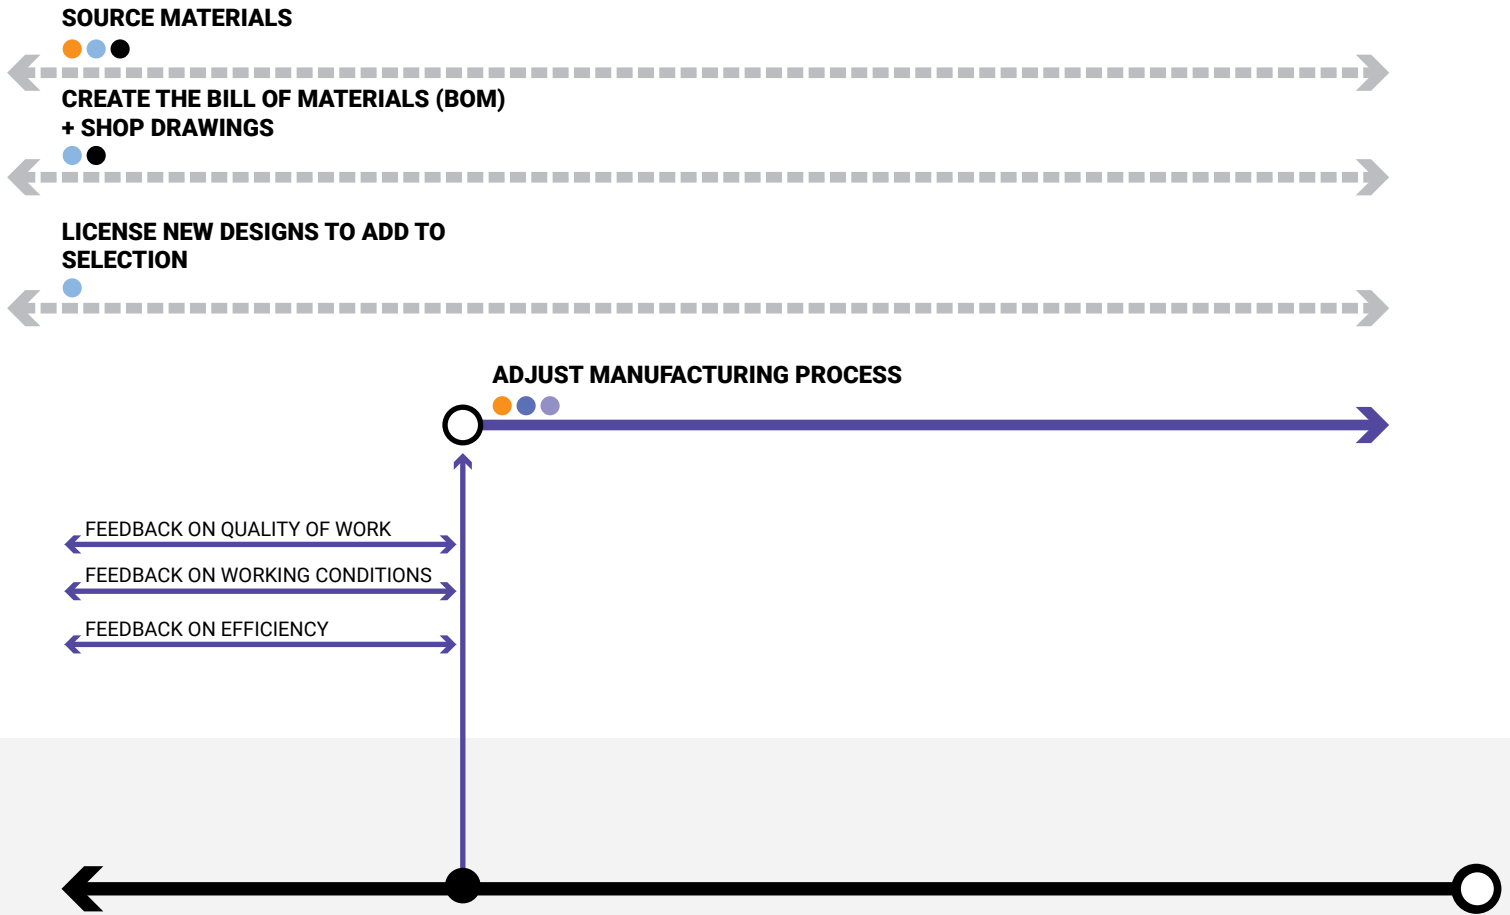 SOURCE MATERIALS
CREATE THE BILL OF MATERIALS (BOM)
+ SHOP DRAWINGS
LICENSE NEW DESIGNS TO ADD TO
SELECTION
ADJUST MANUFACTURING PROCESS
FEEDBACK ON QUALITY OF WORK
FEEDBACK ON WORKING CONDITIONS
FEEDBACK ON EFFICIENCY